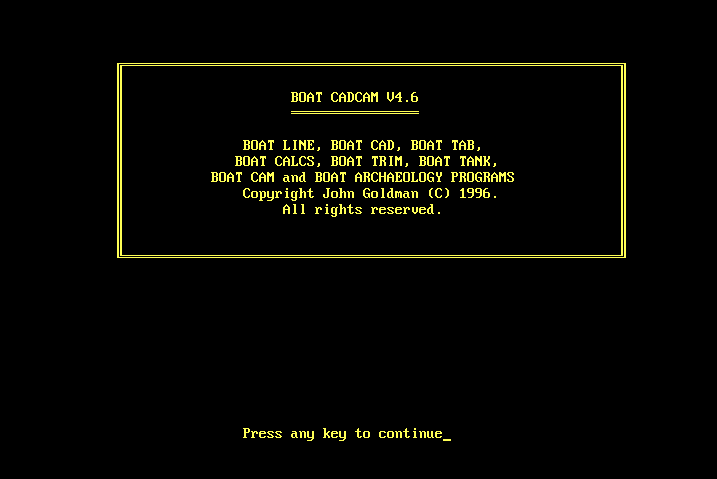 BOAT CADCAM V4.6
BOAT LINE, BOAT CAD, BOAT TAB,
BOAT CALCS, BOAT TRIM, BOAT TANK,
BOAT CAM and BOAT ARCHAEOLOGY PROGRAMS
Copyright John Goldman (C) 1996.
All rights reserved.
Press any key to continue_